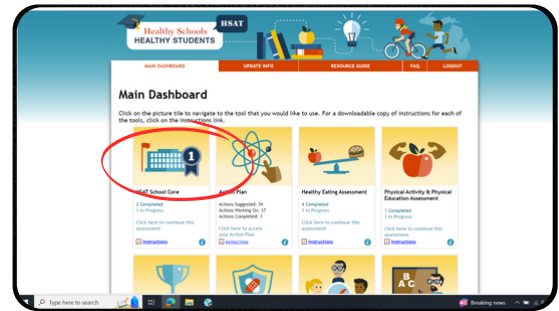 Healthy Schools
HEALTHY STUDENTS
HSAT
MAIN DASHBOARD
UPDATE INFO
RESOURCE GUIDE
FAQ
LOGOUT
Main Dashboard
Click on the picture tile to navigate to the tool that you would like to use. For a downloadable copy of instructions for each of
the tools, click on the Instructions link.
1
HSAT School Core
2 Completed
1 In Progress
Click here to continue this
assessment
Instructions
Action Plan
Actions Suggested: 74
Actions Working On: 37
Actions Completed: 1
Click here to access
your Action Plan
Instructions
Healthy Eating Assessment
4 Completed
1 In Progress
Click here to continue this
assessment
Instructions
Physical Activity & Physical
Education Assessment
1 Completed
1 In Progress
Click here to continue this
assessment
Instructions
B
A C
Type here to search
Breaking news